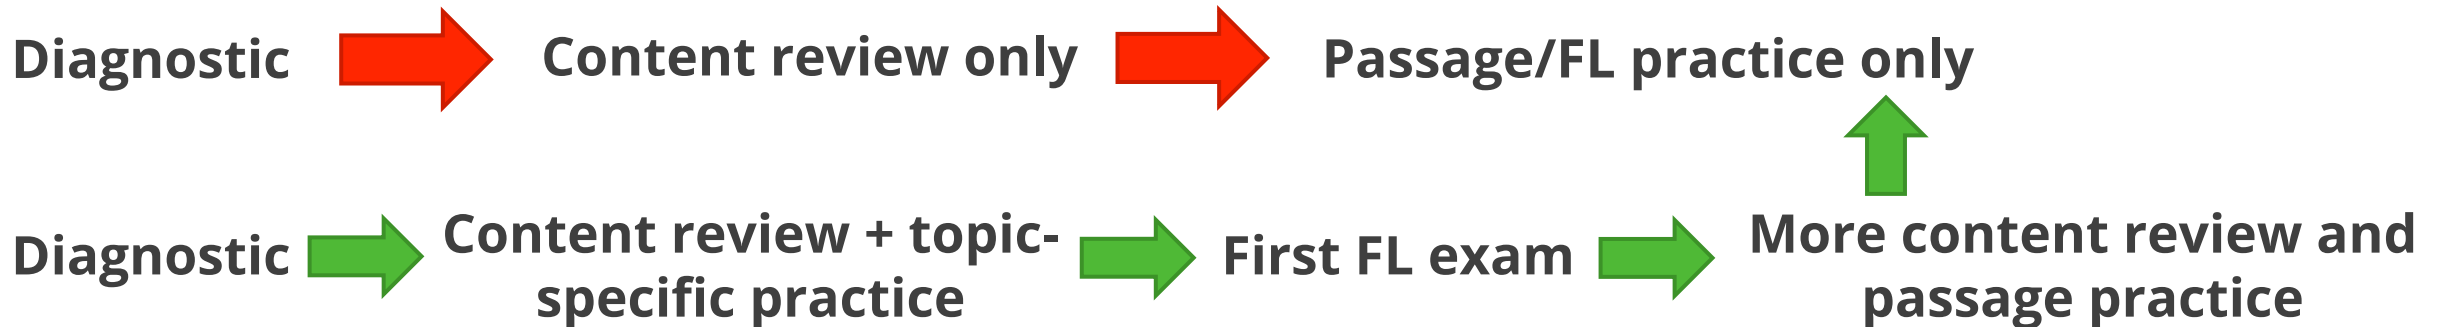 Diagnostic
Content review only
Passage/FL practice only
Diagnostic
Content review + topic-
specific practice
First FL exam
More content review and
passage practice